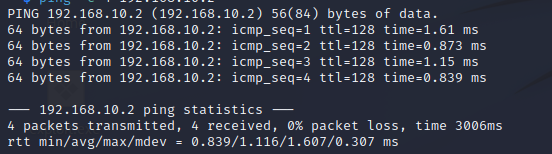 PING 192.168.10.2 (192.168.10.2) 56(84) bytes of data.
64 bytes from 192.168.10.2: icmp_seq=1 ttl=128 time=1.61 ms
64 bytes from 192.168.10.2: icmp_seq=2 ttl=128 time=0.873 ms
64 bytes from 192.168.10.2: icmp_seq=3 ttl=128 time=1.15 ms
64 bytes from 192.168.10.2: icmp_seq=4 ttl=128 time=0.839 ms
--- 192.168.10.2 ping statistics ---
4 packets transmitted, 4 received, 0% packet loss, time 3006ms
rtt min/avg/max/mdev = 0.839/1.116/1.607/0.307 ms